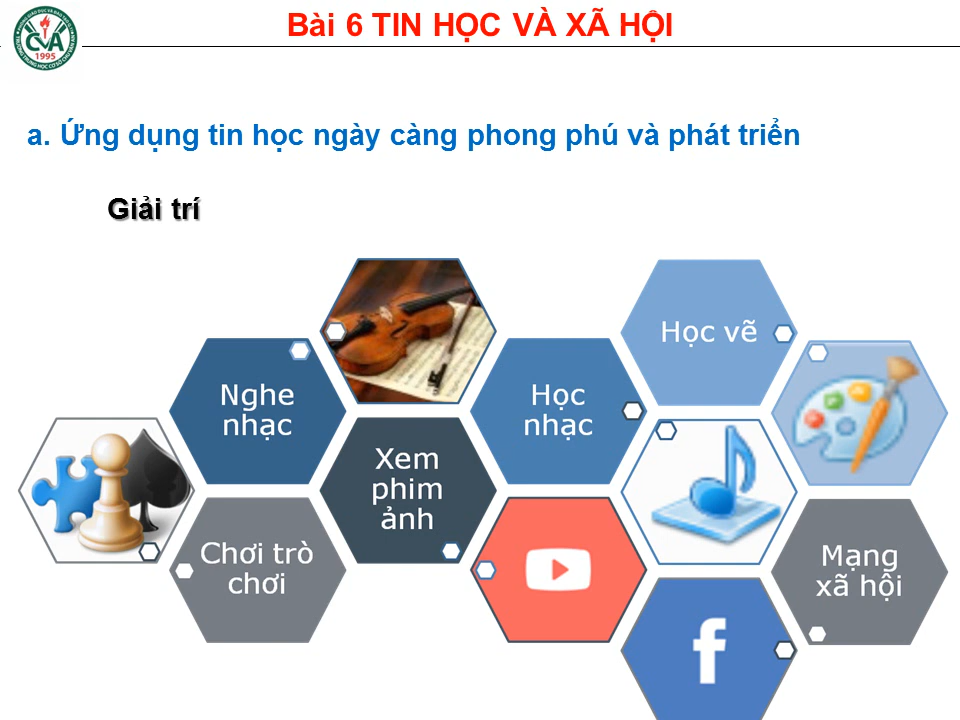 Bài 6 TIN HỌC VÀ XÃ HỘI
CVA
1995
a. Ứng dụng tin học ngày càng phong phú và phát triển
Giải trí
Học vẽ
Nghe
nhạc
Học
nhạc
Xem
phim
ảnh
Chơi trò
chơi
Mạng
xã hội
f